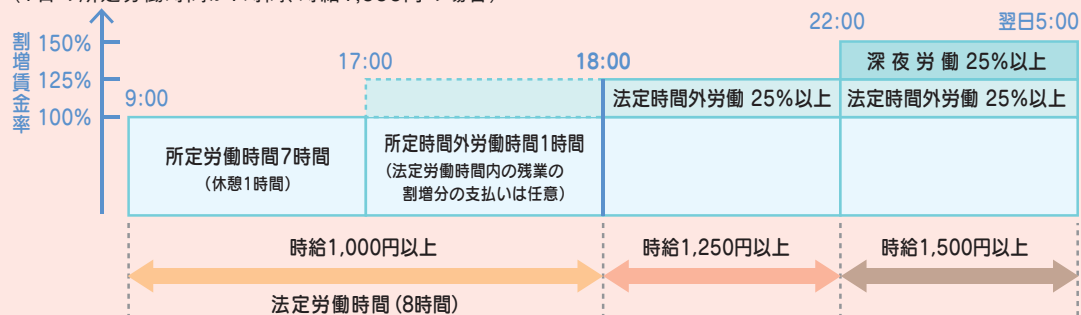 22:00
翌日5:00
割増賃金率
150%
17:00
18:00
深夜労働 25%以上
125%
9:00
法定時間外労働 25%以上
法定時間外労働 25%以上
100%
所定労働時間7時間
(休憩1時間)
所定時間外労働時間1時間
(法定労働時間内の残業の
割増分の支払いは任意)
時給1,000円以上
時給1,250円以上
時給1,500円以上
法定労働時間(8時間)